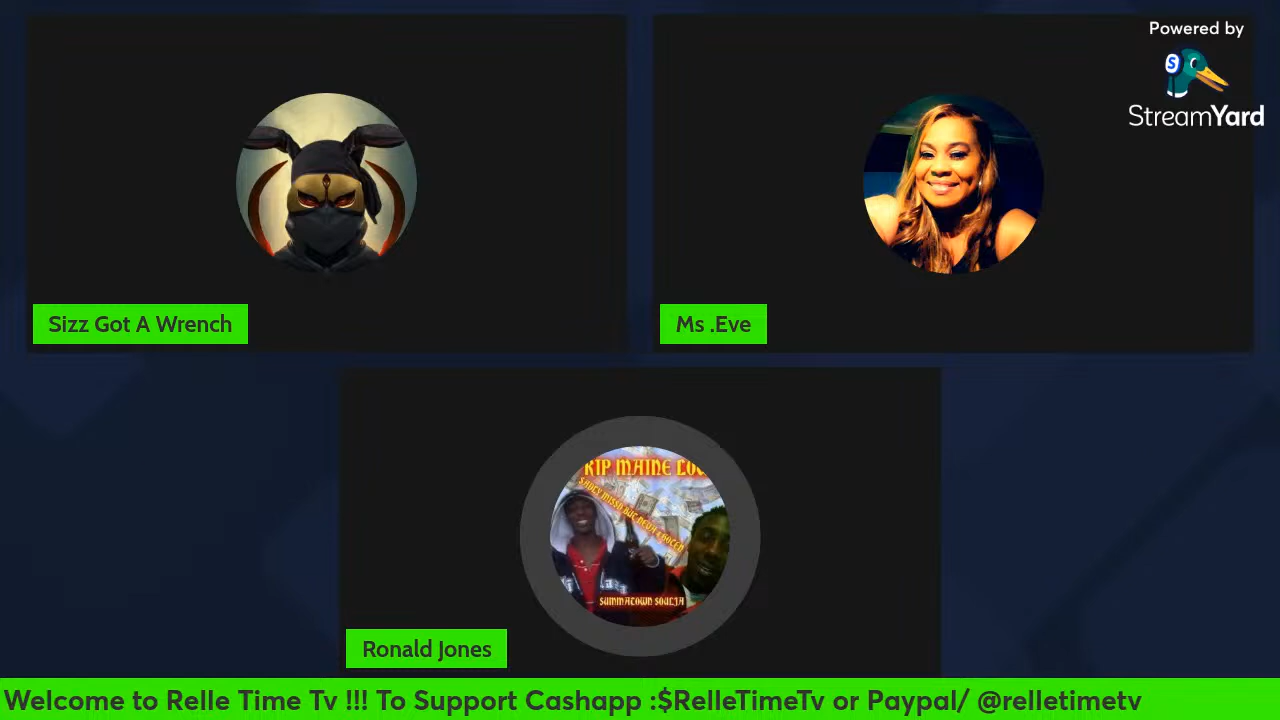 Powered by
S
StreamYard
Sizz Got A Wrench
Ms .Eve
RIP MAINE
SUMMATOWN SOULJA
Ronald Jones
Welcome to Relle Time Tv !!! To Support Cashapp :$RelleTimeTv or Paypal/ @relletimetv